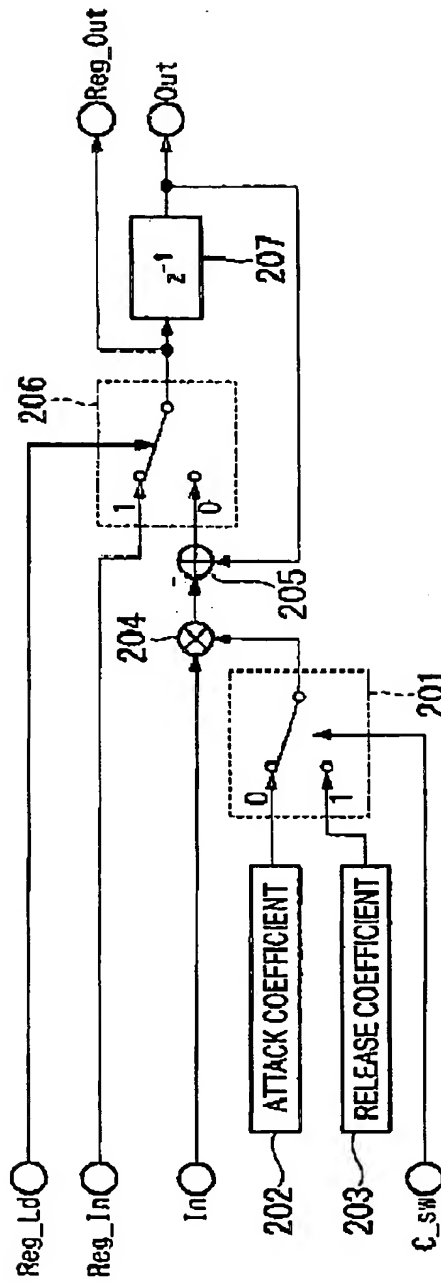 Reg_Ld
Reg_In
In
C_sw
202
ATTACK COEFFICIENT
203
RELEASE COEFFICIENT
0
1
201
204
-
205
1
0
206
z⁻¹
207
Reg_Out
Out